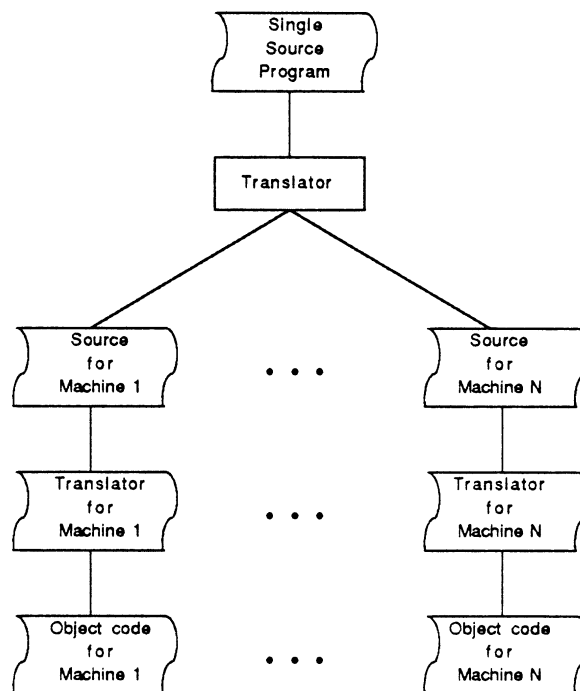 Single
Source
Program
Translator
Source
for
Machine 1
Source
for
Machine N
Translator
for
Machine 1
Translator
for
Machine N
Object code
for
Machine 1
Object code
for
Machine N